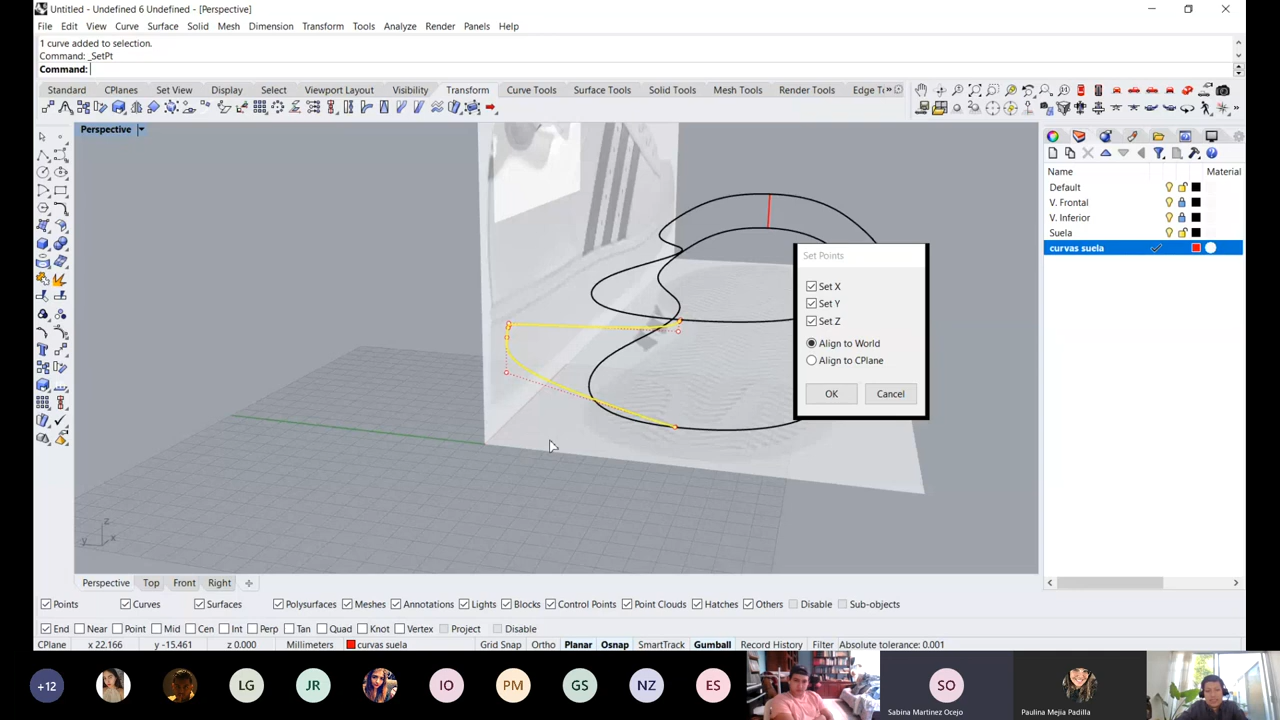 Untitled - Undefined 6 Undefined - [Perspective]
File Edit View Curve Surface Solid Mesh Dimension Transform Tools Analyze Render Panels Help
1 curve added to selection.
Command: _SetPt
Command:
Standard CPlanes Set View Display Select Viewport Layout Visibility Transform Curve Tools Surface Tools Solid Tools Mesh Tools Render Tools Edge T
Perspective
Name Material
Default
V. Frontal
V. Inferior
Suela
curvas suela
Set Points
Set X
Set Y
Set Z
Align to World
Align to CPlane
OK Cancel
z
y x
Perspective Top Front Right
Points Curves Surfaces Polysurfaces Meshes Annotations Lights Blocks Control Points Point Clouds Hatches Others Disable Sub-objects
End Near Point Mid Cen Int Perp Tan Quad Knot Vertex Project Disable
CPlane x 22.166 y -15.461 z 0.000 Millimeters curvas suela Grid Snap Ortho Planar Osnap SmartTrack Gumball Record History Filter Absolute tolerance: 0.001
+12 LG JR IO PM GS NZ ES SO
Sabina Martinez Ocejo Paulina Mejia Padilla